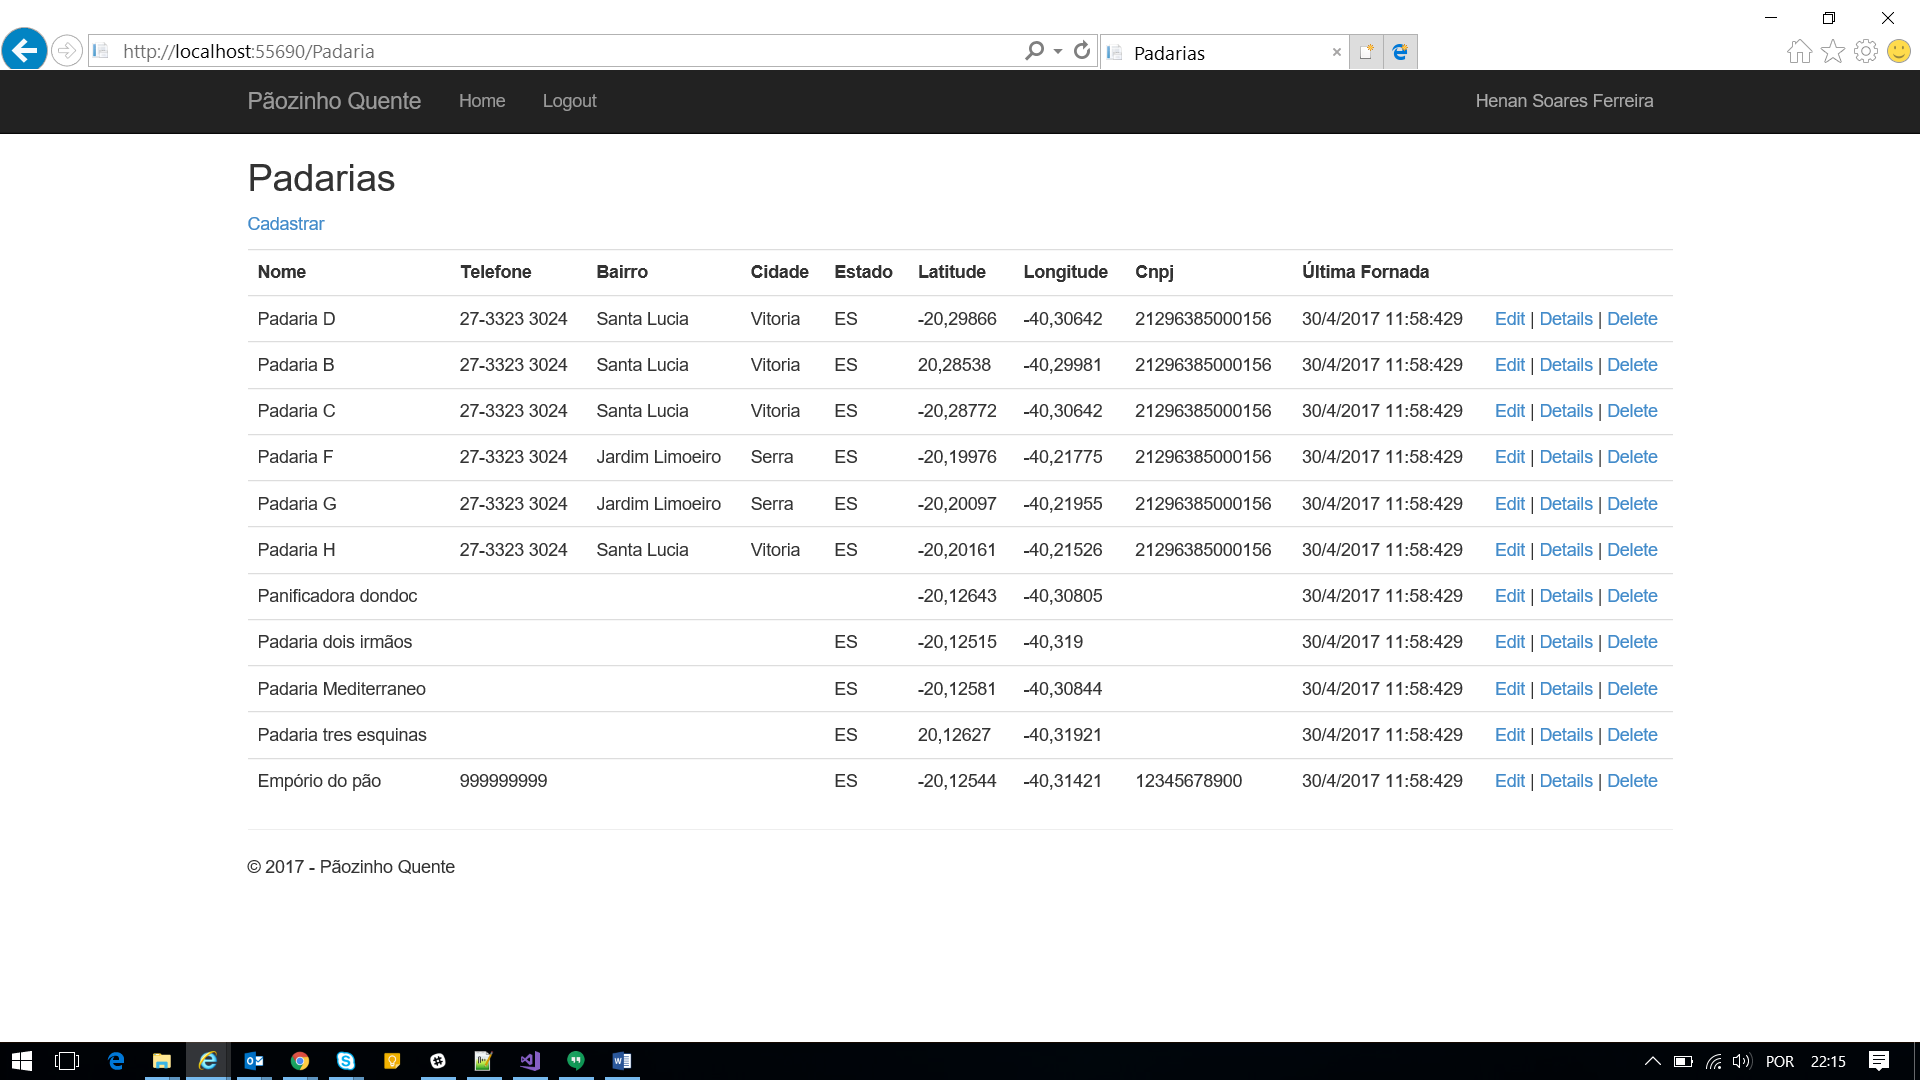 http://localhost:55690/Padaria Padarias
Pãozinho Quente Home Logout Henan Soares Ferreira
Padarias
Cadastrar
Nome Telefone Bairro Cidade Estado Latitude Longitude Cnpj Última Fornada
Padaria D 27-3323 3024 Santa Lucia Vitoria ES -20,29866 -40,30642 21296385000156 30/4/2017 11:58:429 Edit | Details | Delete
Padaria B 27-3323 3024 Santa Lucia Vitoria ES 20,28538 -40,29981 21296385000156 30/4/2017 11:58:429 Edit | Details | Delete
Padaria C 27-3323 3024 Santa Lucia Vitoria ES -20,28772 -40,30642 21296385000156 30/4/2017 11:58:429 Edit | Details | Delete
Padaria F 27-3323 3024 Jardim Limoeiro Serra ES -20,19976 -40,21775 21296385000156 30/4/2017 11:58:429 Edit | Details | Delete
Padaria G 27-3323 3024 Jardim Limoeiro Serra ES -20,20097 -40,21955 21296385000156 30/4/2017 11:58:429 Edit | Details | Delete
Padaria H 27-3323 3024 Santa Lucia Vitoria ES -20,20161 -40,21526 21296385000156 30/4/2017 11:58:429 Edit | Details | Delete
Panificadora dondoc -20,12643 -40,30805 30/4/2017 11:58:429 Edit | Details | Delete
Padaria dois irmãos ES -20,12515 -40,319 30/4/2017 11:58:429 Edit | Details | Delete
Padaria Mediterraneo ES -20,12581 -40,30844 30/4/2017 11:58:429 Edit | Details | Delete
Padaria tres esquinas ES 20,12627 -40,31921 30/4/2017 11:58:429 Edit | Details | Delete
Empório do pão 999999999 ES -20,12544 -40,31421 12345678900 30/4/2017 11:58:429 Edit | Details | Delete
© 2017 - Pãozinho Quente
POR 22:15